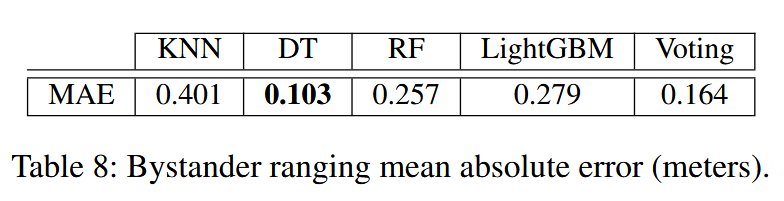 KNN DT RF LightGBM Voting
MAE 0.401 0.103 0.257 0.279 0.164
Table 8: Bystander ranging mean absolute error (meters).